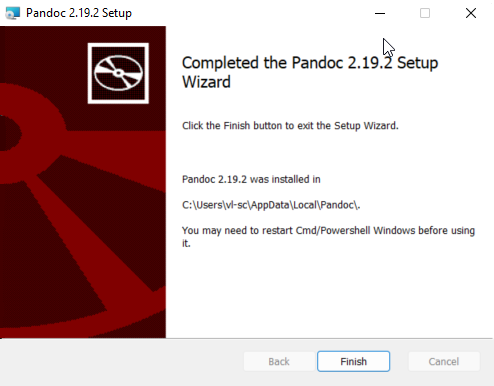 Pandoc 2.19.2 Setup
Completed the Pandoc 2.19.2 Setup
Wizard
Click the Finish button to exit the Setup Wizard.
Pandoc 2.19.2 was installed in
C:\Users\vl-sc\AppData\Local\Pandoc\.
You may need to restart Cmd/Powershell Windows before using
it.
Back
Finish
Cancel